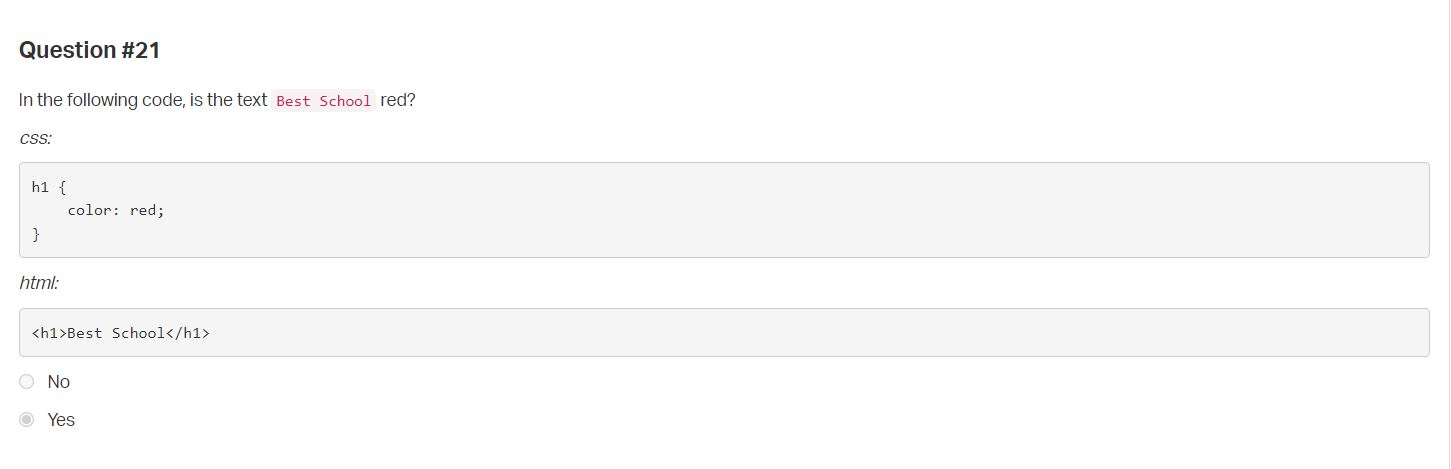 Question #21
In the following code, is the text Best School red?
css:
h1 {
    color: red;
}
html:
<h1>Best School</h1>
No
Yes